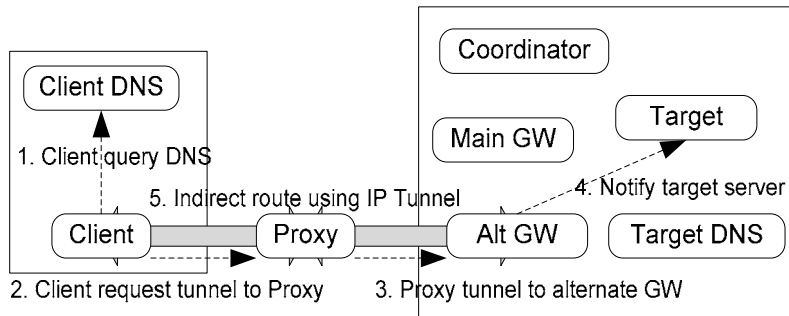 Coordinator
Client DNS
Main GW
Target
1. Client query DNS
5. Indirect route using IP Tunnel
4. Notify target server
Client
Proxy
Alt GW
Target DNS
2. Client request tunnel to Proxy
3. Proxy tunnel to alternate GW